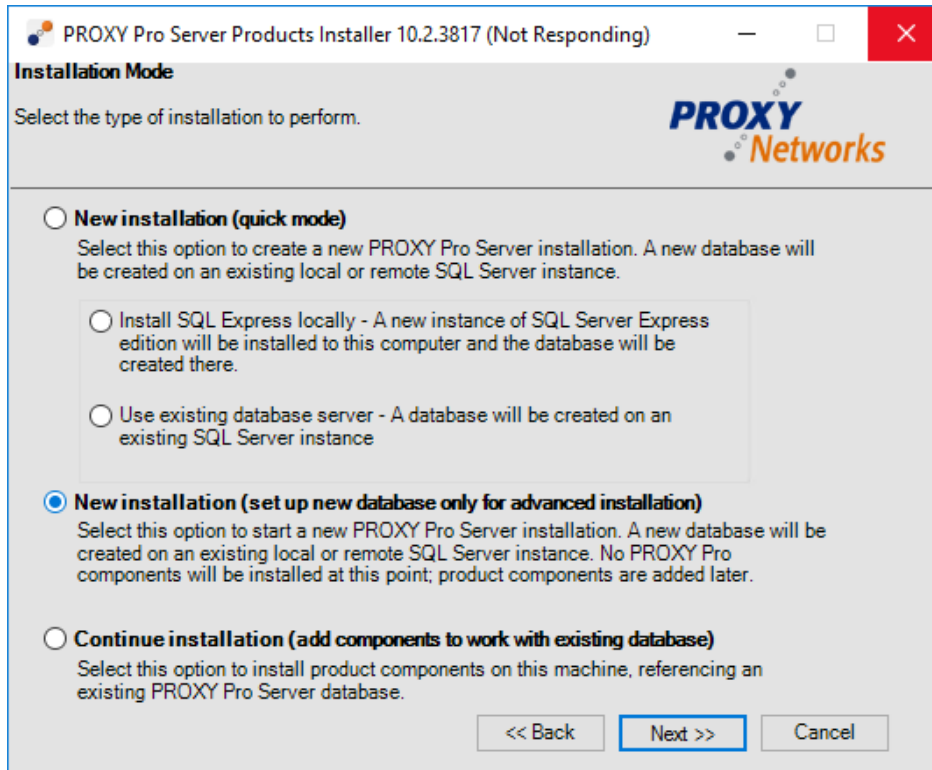 PROXY Pro Server Products Installer 10.2.3817 (Not Responding)
Installation Mode
Select the type of installation to perform.
PROXY
Networks
New installation (quick mode)
Select this option to create a new PROXY Pro Server installation. A new database will
be created on an existing local or remote SQL Server instance.
Install SQL Express locally - A new instance of SQL Server Express
edition will be installed to this computer and the database will be
created there.
Use existing database server - A database will be created on an
existing SQL Server instance
New installation (set up new database only for advanced installation)
Select this option to start a new PROXY Pro Server installation. A new database will be
created on an existing local or remote SQL Server instance. No PROXY Pro
components will be installed at this point; product components are added later.
Continue installation (add components to work with existing database)
Select this option to install product components on this machine, referencing an
existing PROXY Pro Server database.
<< Back
Next >>
Cancel